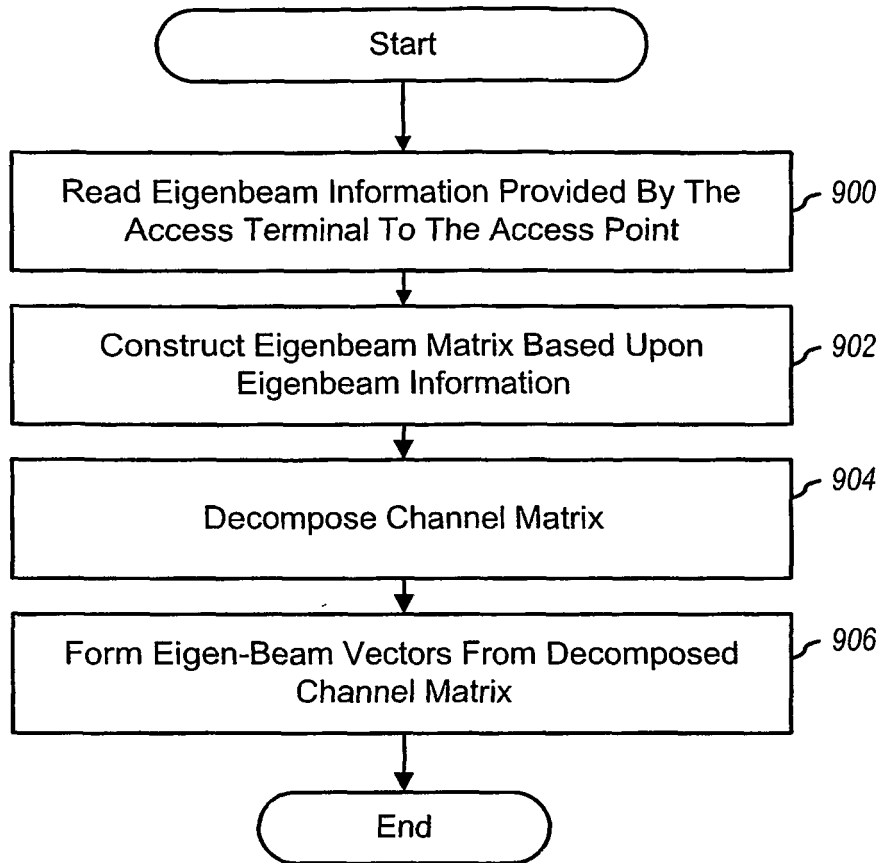 Start
Read Eigenbeam Information Provided By The
Access Terminal To The Access Point
900
Construct Eigenbeam Matrix Based Upon
Eigenbeam Information
902
Decompose Channel Matrix
904
Form Eigen-Beam Vectors From Decomposed
Channel Matrix
906
End